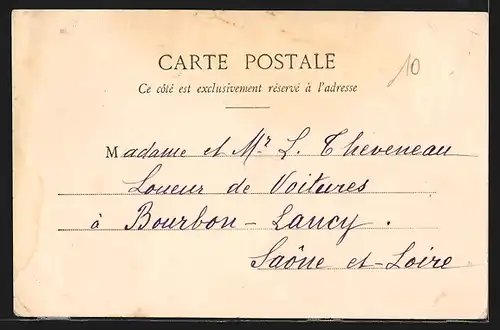 10
CARTE POSTALE
Ce côté est exclusivement réservé à l'adresse
Madame et Mr L. Theveneau
Loueur de Voitures
à Bourbon-Lancy.
Saône et-Loire